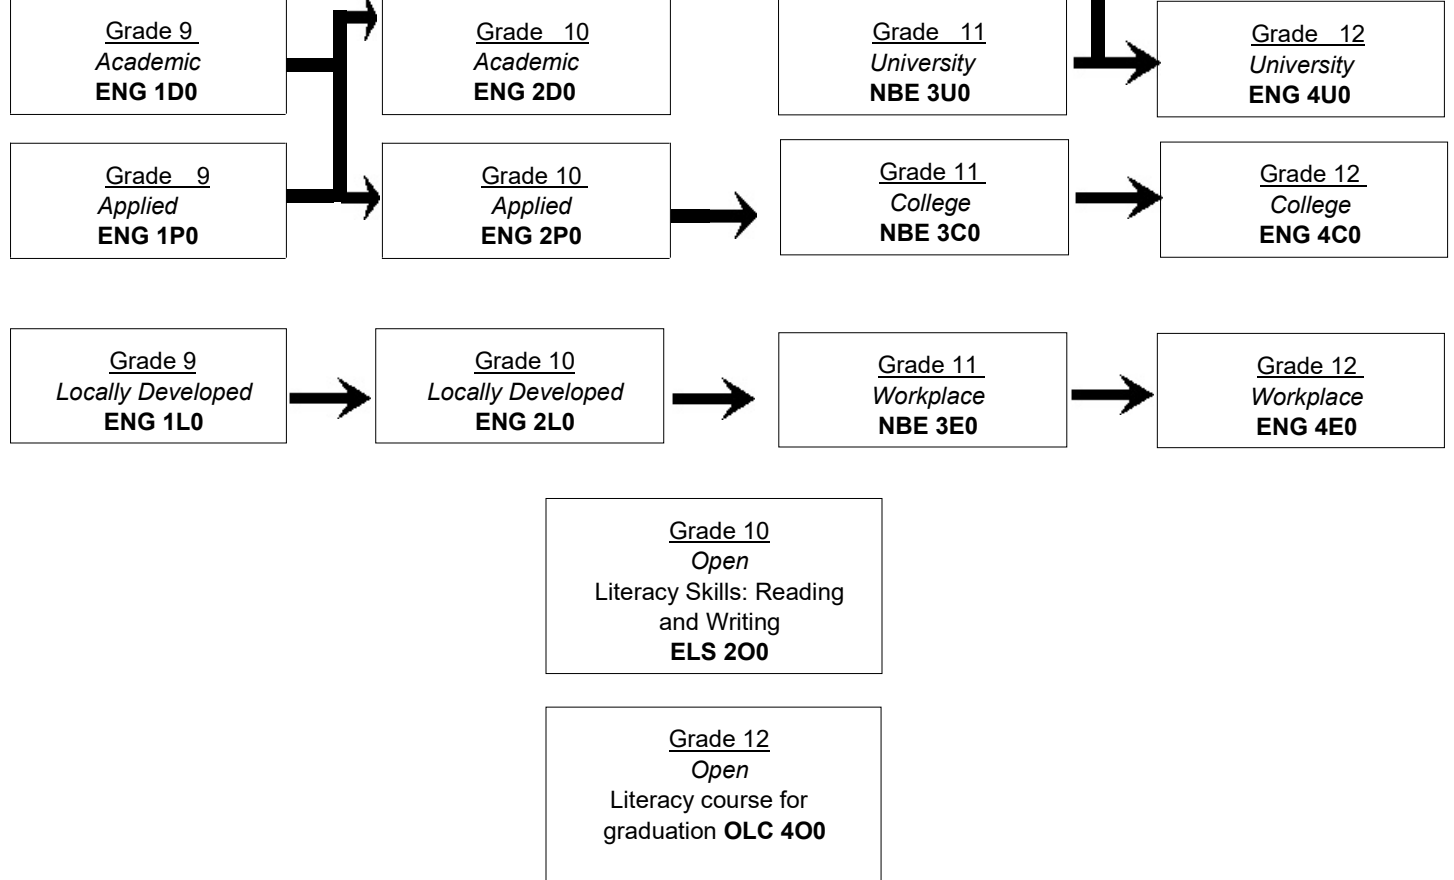 Grade 9
Academic
ENG 1D0
Grade 10
Academic
ENG 2D0
Grade 11
University
NBE 3U0
Grade 12
University
ENG 4U0
Grade 9
Applied
ENG 1P0
Grade 10
Applied
ENG 2P0
Grade 11
College
NBE 3C0
Grade 12
College
ENG 4C0
Grade 9
Locally Developed
ENG 1L0
Grade 10
Locally Developed
ENG 2L0
Grade 11
Workplace
NBE 3E0
Grade 12
Workplace
ENG 4E0
Grade 10
Open
Literacy Skills: Reading
and Writing
ELS 2O0
Grade 12
Open
Literacy course for
graduation OLC 4O0